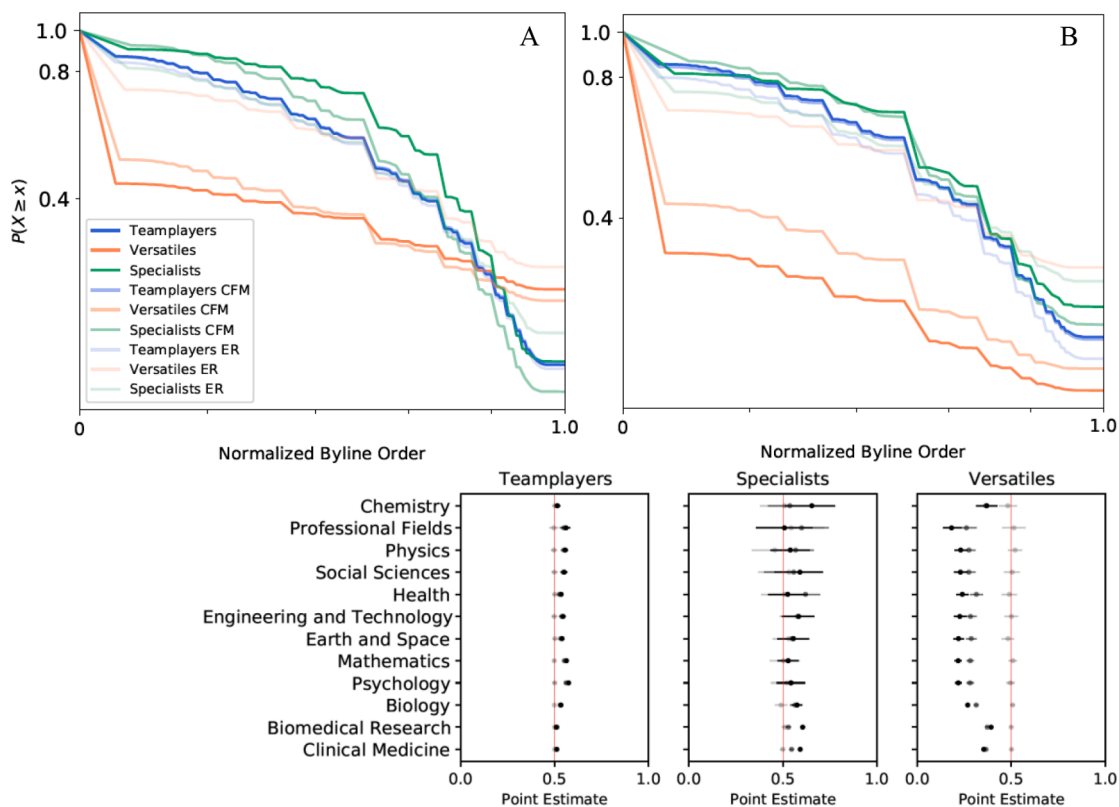 A
B
1.0
0.8
0.4
P(X ≥ x)
Teamplayers
Versatiles
Specialists
Teamplayers CFM
Versatiles CFM
Specialists CFM
Teamplayers ER
Versatiles ER
Specialists ER
0
1.0
Normalized Byline Order
1.0
0.8
0.4
0
1.0
Normalized Byline Order
Teamplayers
Specialists
Versatiles
Chemistry
Professional Fields
Physics
Social Sciences
Health
Engineering and Technology
Earth and Space
Mathematics
Psychology
Biology
Biomedical Research
Clinical Medicine
0.0 0.5 1.0
0.0 0.5 1.0
0.0 0.5 1.0
Point Estimate
Point Estimate
Point Estimate